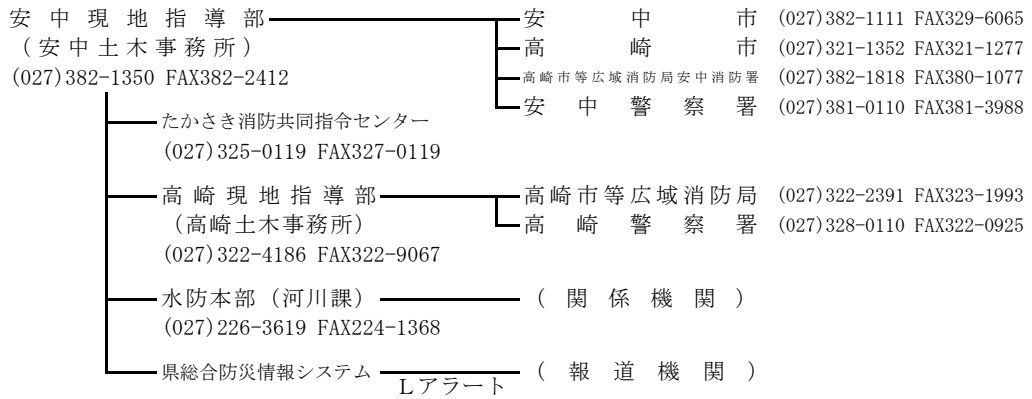 安中現地指導部 安中市 (027)382-1111 FAX329-6065
（安中土木事務所） 高崎市 (027)321-1352 FAX321-1277
(027)382-1350 FAX382-2412 高崎市等広域消防局安中消防署 (027)382-1818 FAX380-1077
安中警察署 (027)381-0110 FAX381-3988
たかさき消防共同指令センター
(027)325-0119 FAX327-0119
高崎現地指導部 高崎市等広域消防局 (027)322-2391 FAX323-1993
（高崎土木事務所） 高崎警察署 (027)328-0110 FAX322-0925
(027)322-4186 FAX322-9067
水防本部（河川課） （関係機関）
(027)226-3619 FAX224-1368
県総合防災情報システム （報道機関）
Lアラート